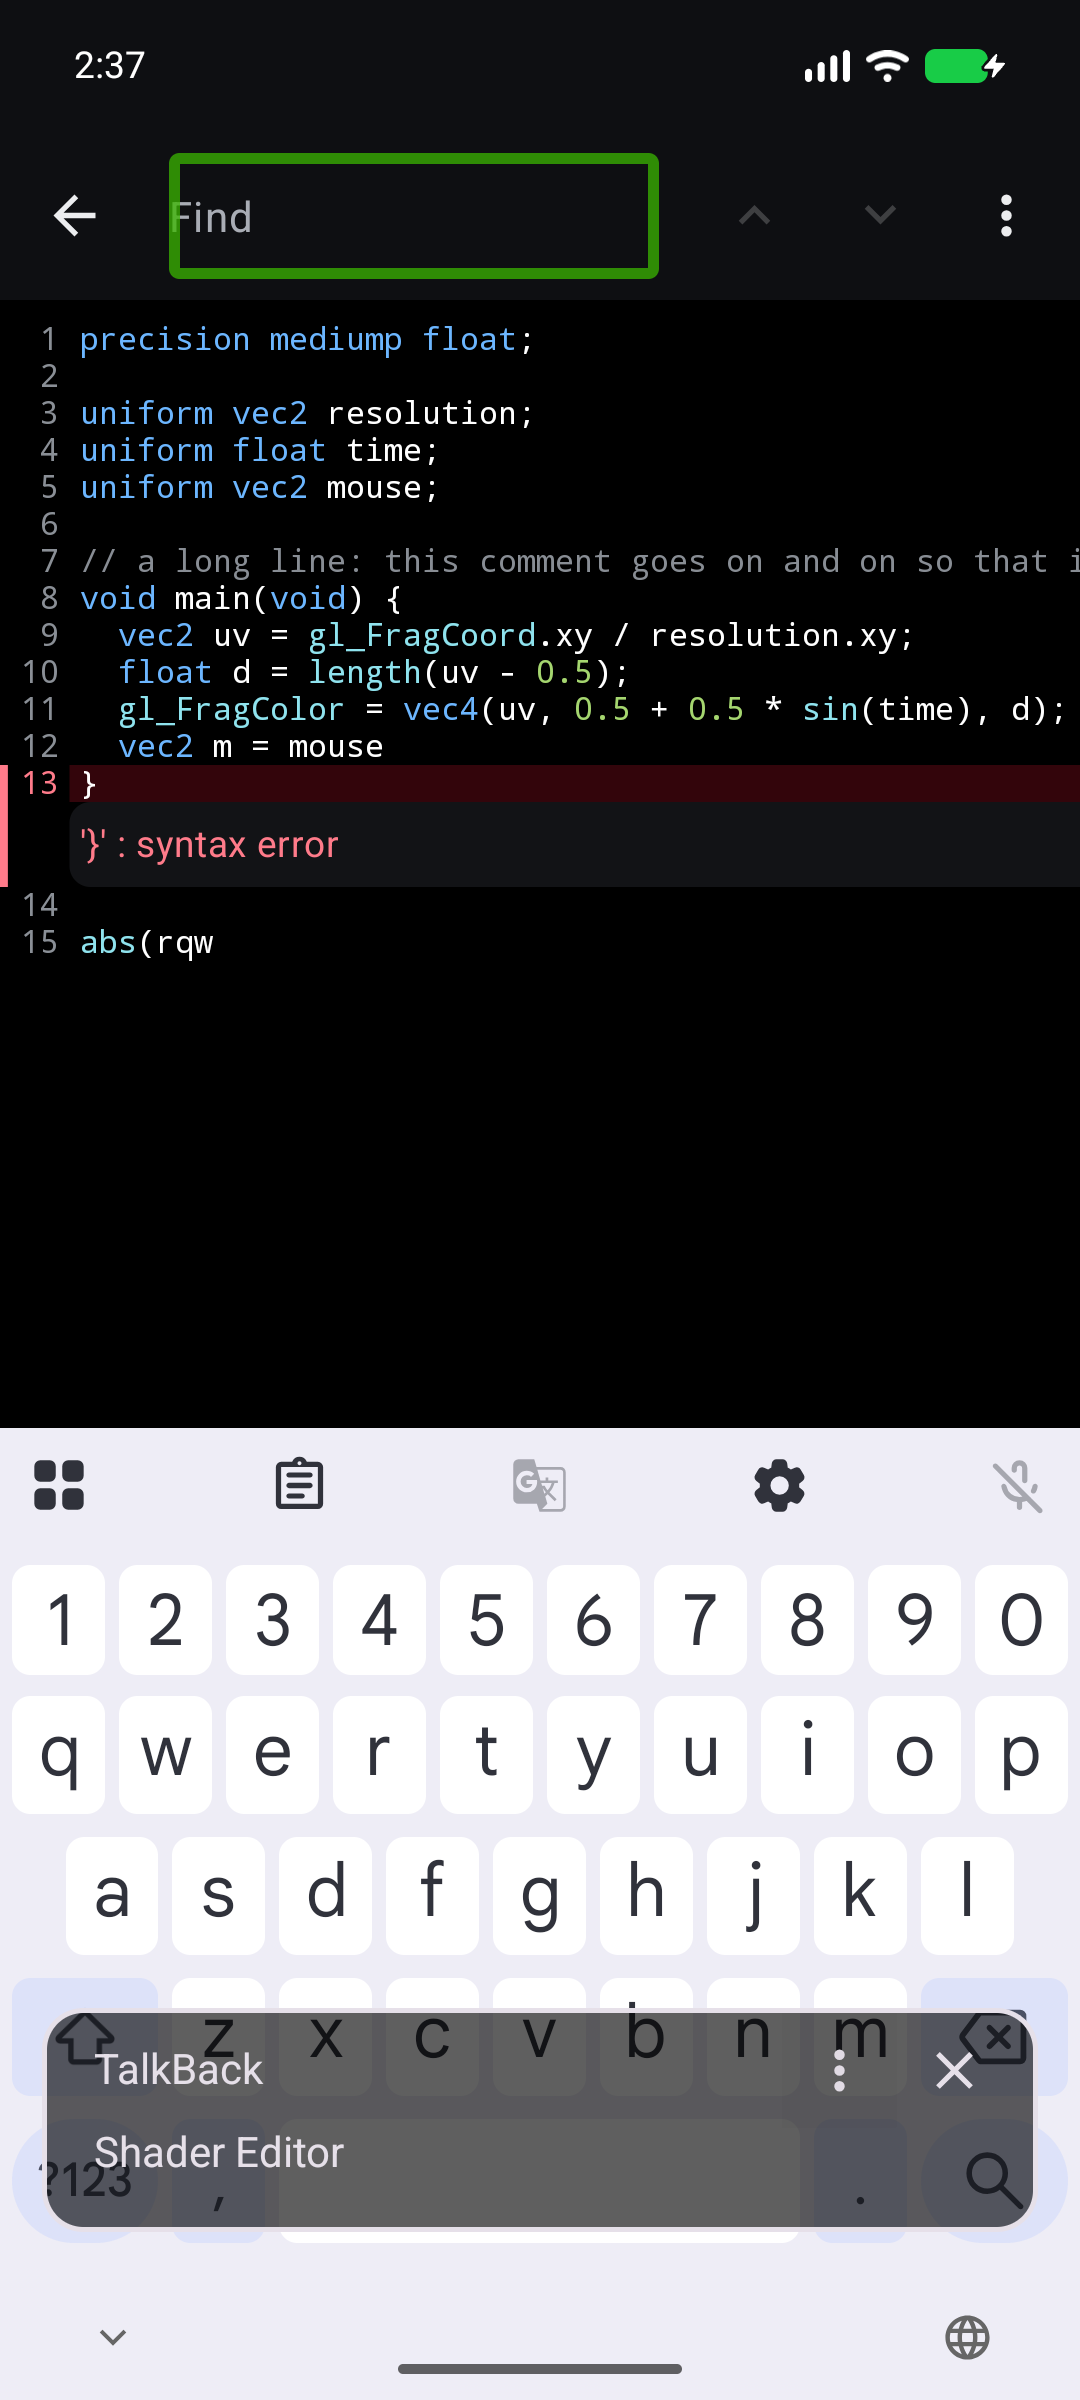 2:37
Find
1 precision mediump float;
2
3 uniform vec2 resolution;
4 uniform float time;
5 uniform vec2 mouse;
6
7 // a long line: this comment goes on and on so that i
8 void main(void) {
9   vec2 uv = gl_FragCoord.xy / resolution.xy;
10   float d = length(uv - 0.5);
11   gl_FragColor = vec4(uv, 0.5 + 0.5 * sin(time), d);
12   vec2 m = mouse
13 }
'}' : syntax error
14
15 abs(rqw
1 2 3 4 5 6 7 8 9 0
q w e r t y u i o p
a s d f g h j k l
z x c v b n m
TalkBack
Shader Editor
?123 , .